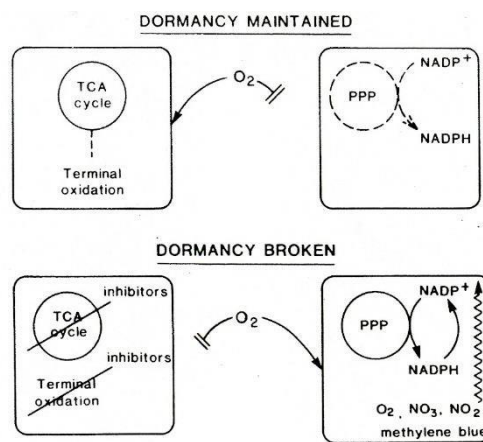 DORMANCY MAINTAINED
TCA
cycle
Terminal
oxidation
O2
PPP
NADP+
NADPH
DORMANCY BROKEN
TCA
cycle
inhibitors
inhibitors
Terminal
oxidation
O2
PPP
NADP+
NADPH
O2, NO3, NO2
methylene blue